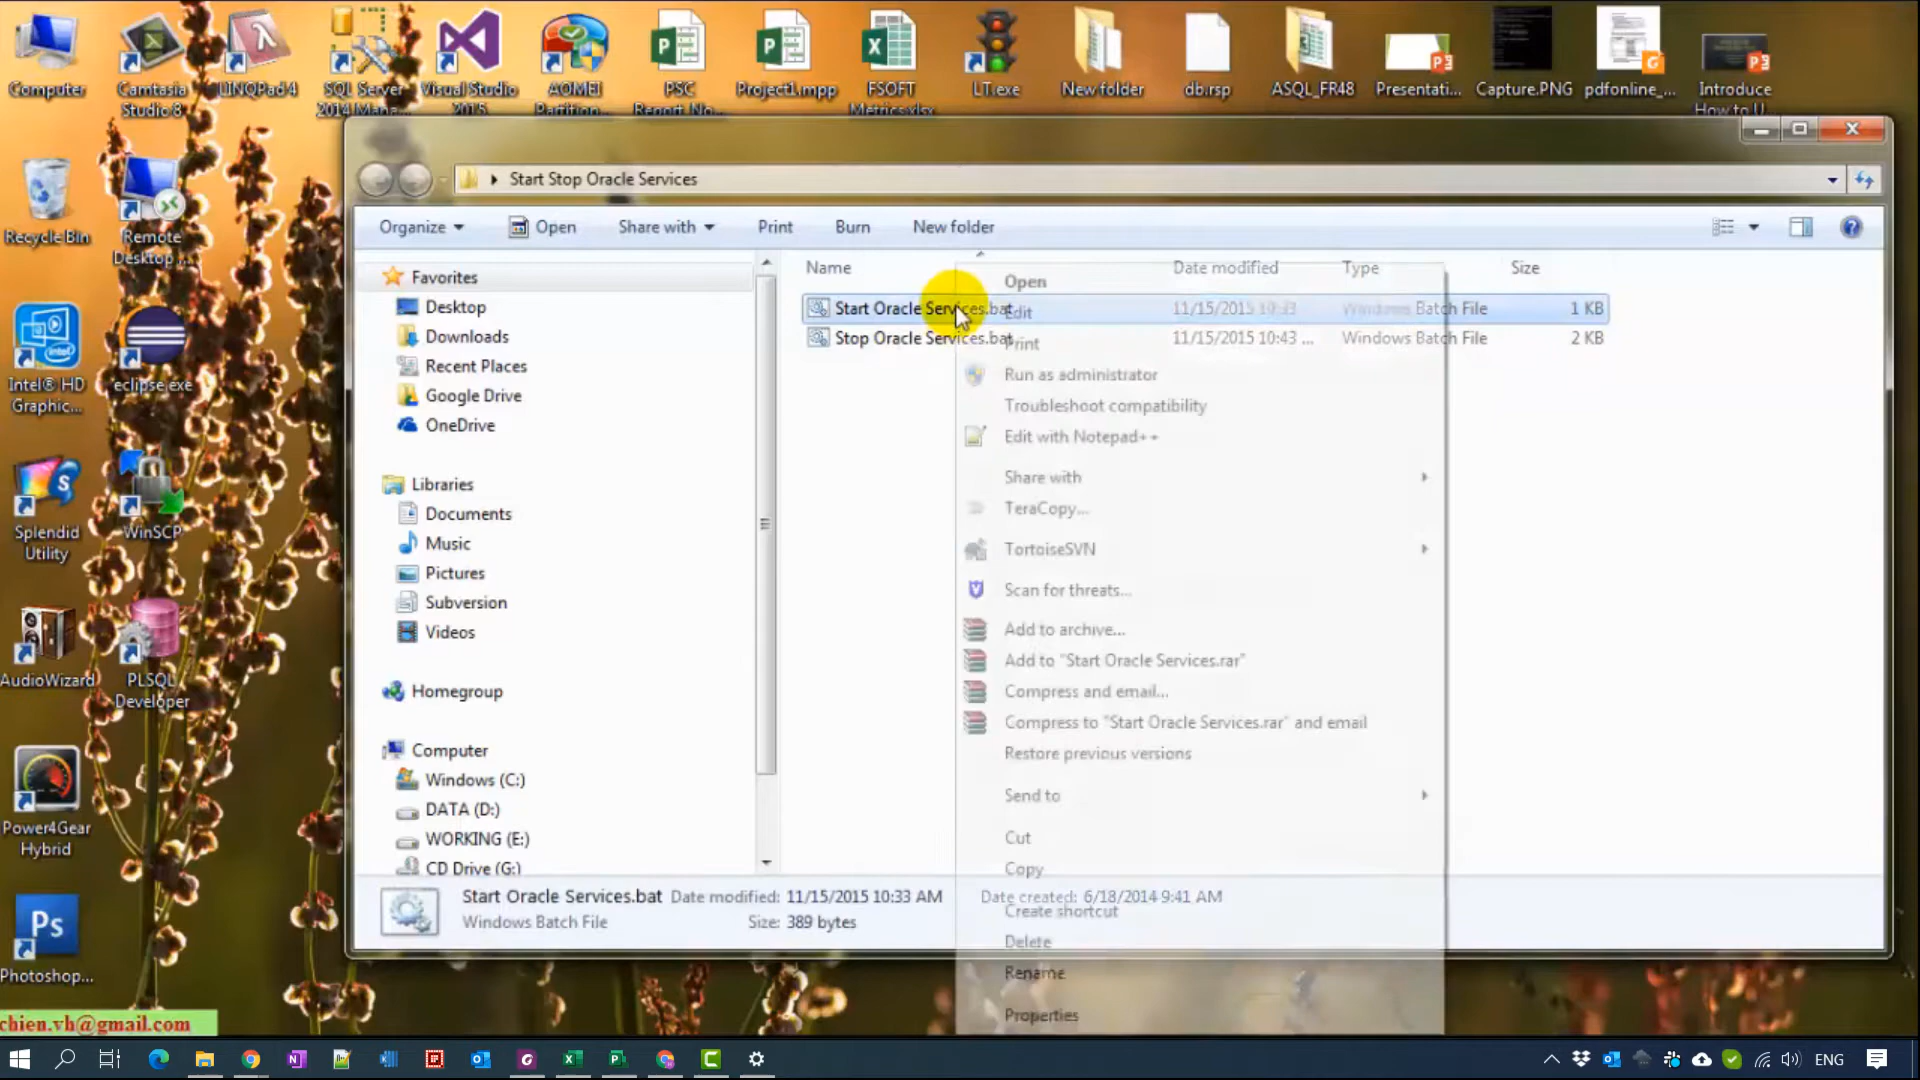 Computer
Camtasia Studio 8
LINQPad 4
SQL Server 2014 Mana...
Visual Studio 2015
AOMEI Partition
PSC Report_No...
Project1.mpp
FSOFT Metrics.xlsx
LT.exe
New folder
db.rsp
ASQL_FR48
Presentati...
Capture.PNG
pdfonline_...
Introduce How to U...
Recycle Bin
Remote Desktop ...
Intel® HD Graphic...
eclipse.exe
Splendid Utility
WinSCP
AudioWizard
PLSQL Developer
Power4Gear Hybrid
Photoshop...
chien.vh@gmail.com
Start Stop Oracle Services
Organize
Open
Share with
Print
Burn
New folder
Favorites
Desktop
Downloads
Recent Places
Google Drive
OneDrive
Libraries
Documents
Music
Pictures
Subversion
Videos
Homegroup
Computer
Windows (C:)
DATA (D:)
WORKING (E:)
CD Drive (G:)
Name Date modified Type Size
Start Oracle Services.bat 11/15/2015 10:33 Windows Batch File 1 KB
Stop Oracle Services.bat 11/15/2015 10:43 ... Windows Batch File 2 KB
Open
Edit
Print
Run as administrator
Troubleshoot compatibility
Edit with Notepad++
Share with
TeraCopy...
TortoiseSVN
Scan for threats...
Add to archive...
Add to "Start Oracle Services.rar"
Compress and email...
Compress to "Start Oracle Services.rar" and email
Restore previous versions
Send to
Cut
Copy
Create shortcut
Delete
Rename
Properties
Start Oracle Services.bat Date modified: 11/15/2015 10:33 AM Date created: 6/18/2014 9:41 AM
Windows Batch File Size: 389 bytes
ENG